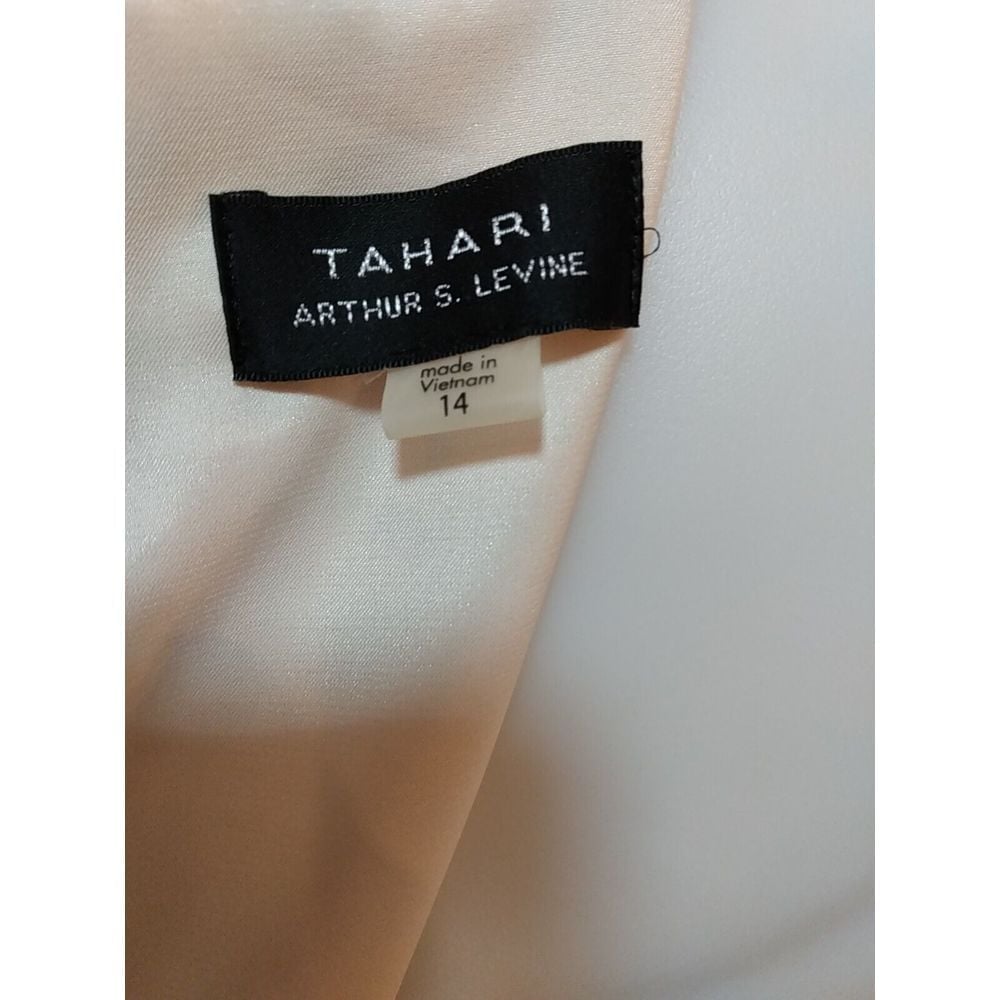 TAHARI
ARTHUR S. LEVINE
made in
Vietnam
14